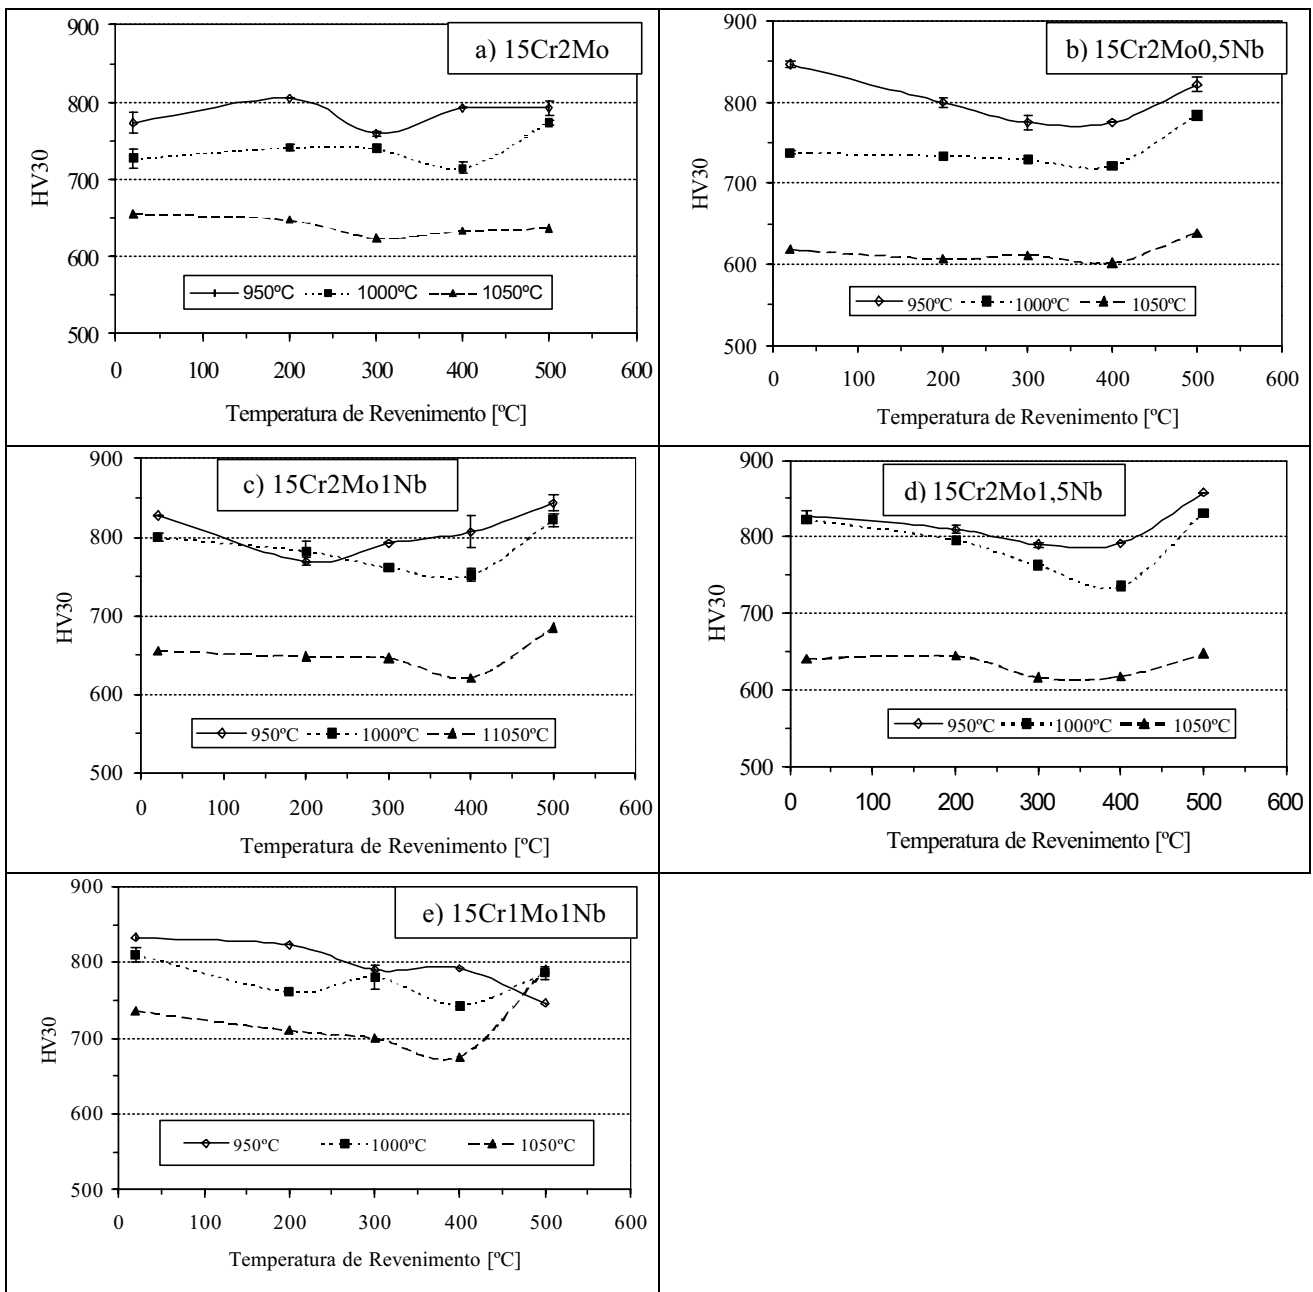 a) 15Cr2Mo
900
800
700
600
500
HV30
950ºC 1000ºC 1050ºC
0 100 200 300 400 500 600
Temperatura de Revenimento [ºC]
b) 15Cr2Mo0,5Nb
900
800
700
600
500
HV30
950ºC 1000ºC 1050ºC
0 100 200 300 400 500 600
Temperatura de Revenimento [ºC]
c) 15Cr2Mo1Nb
900
800
700
600
500
HV30
950ºC 1000ºC 11050ºC
0 100 200 300 400 500 600
Temperatura de Revenimento [ºC]
d) 15Cr2Mo1,5Nb
900
800
700
600
500
HV30
950ºC 1000ºC 1050ºC
0 100 200 300 400 500 600
Temperatura de Revenimento [ºC]
e) 15Cr1Mo1Nb
900
800
700
600
500
HV30
950ºC 1000ºC 1050ºC
0 100 200 300 400 500 600
Temperatura de Revenimento [ºC]